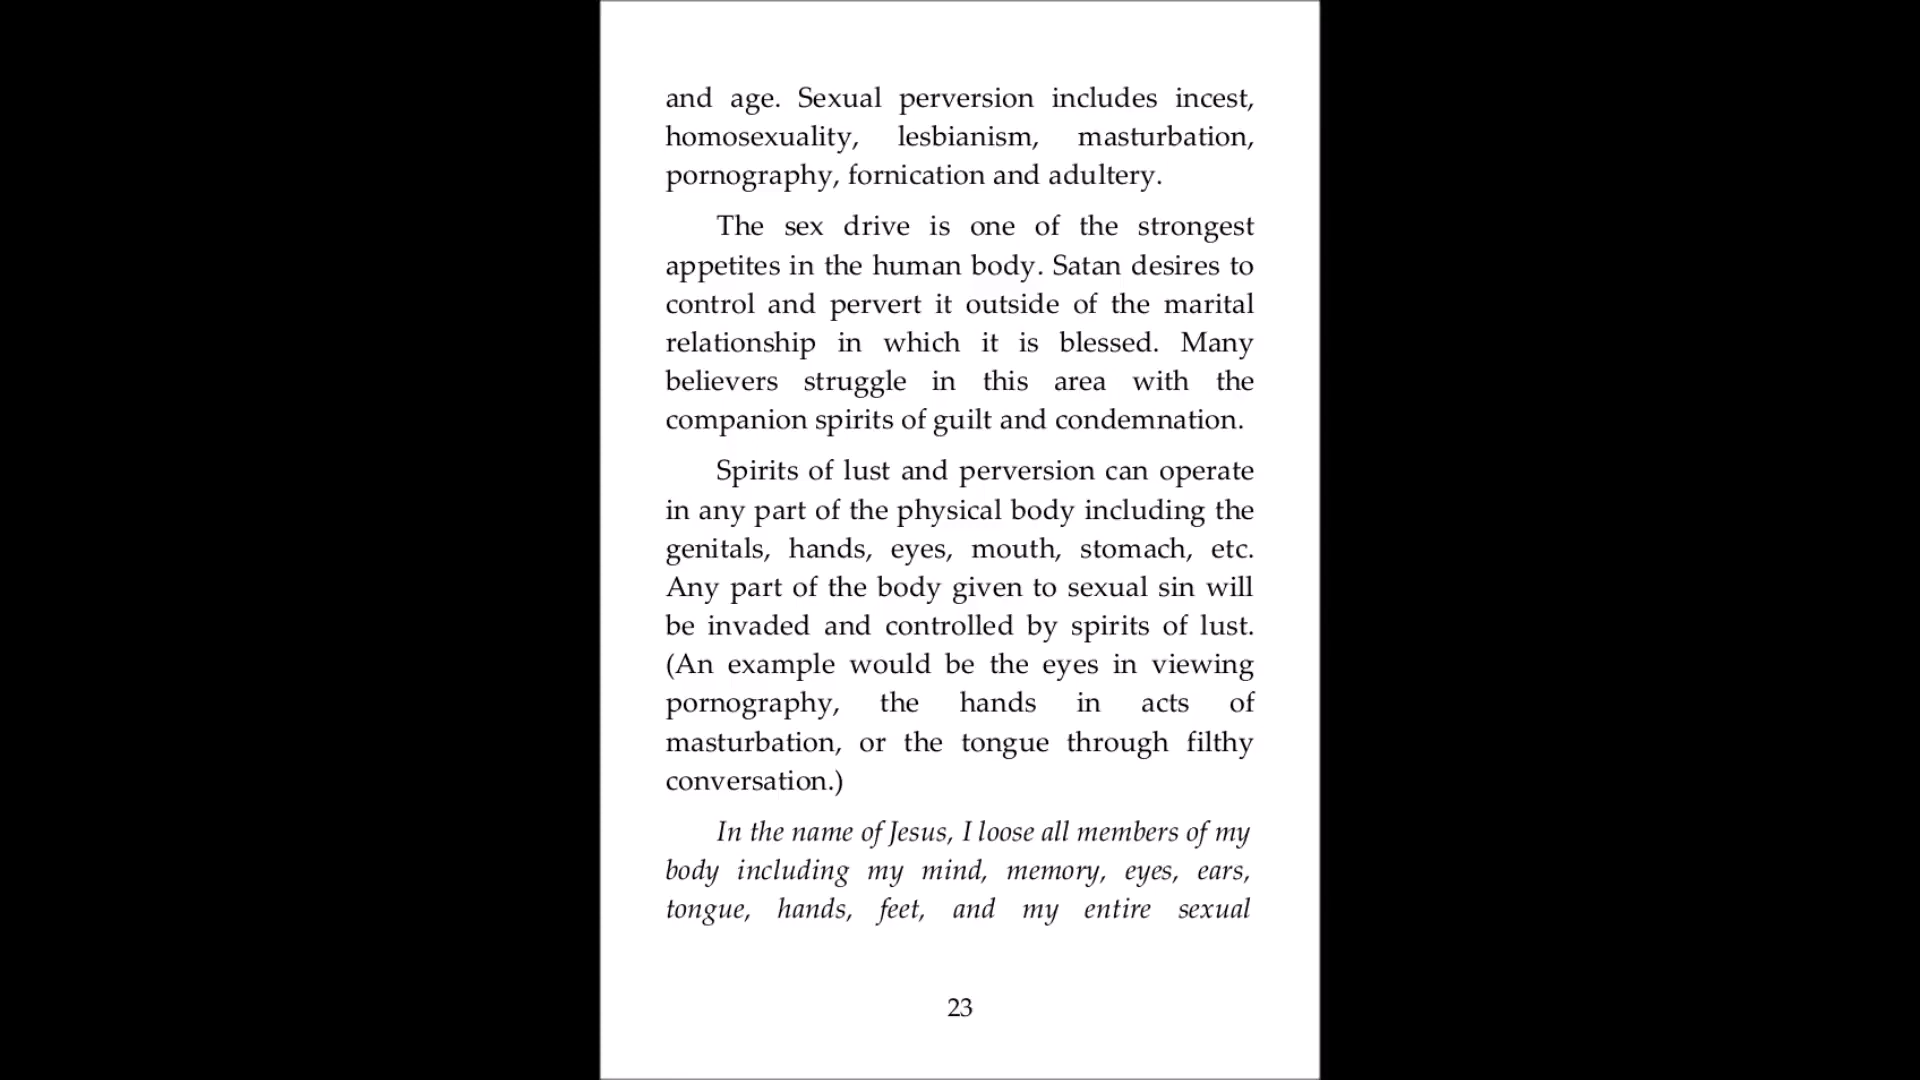 and age. Sexual perversion includes incest,
homosexuality, lesbianism, masturbation,
pornography, fornication and adultery.
The sex drive is one of the strongest
appetites in the human body. Satan desires to
control and pervert it outside of the marital
relationship in which it is blessed. Many
believers struggle in this area with the
companion spirits of guilt and condemnation.
Spirits of lust and perversion can operate
in any part of the physical body including the
genitals, hands, eyes, mouth, stomach, etc.
Any part of the body given to sexual sin will
be invaded and controlled by spirits of lust.
(An example would be the eyes in viewing
pornography, the hands in acts of
masturbation, or the tongue through filthy
conversation.)
In the name of Jesus, I loose all members of my
body including my mind, memory, eyes, ears,
tongue, hands, feet, and my entire sexual
23